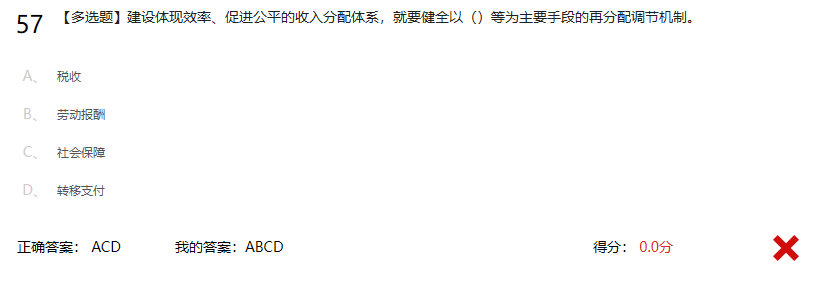 57 【多选题】建设体现效率、促进公平的收入分配体系，就要健全以（）等为主要手段的再分配调节机制。
A、 税收
B、 劳动报酬
C、 社会保障
D、 转移支付
正确答案： ACD 我的答案：ABCD 得分： 0.0分